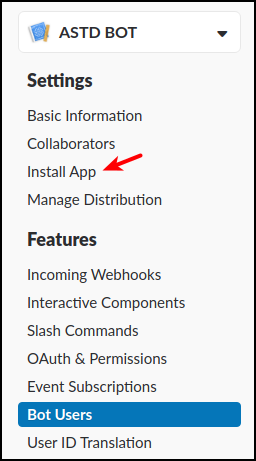 ASTD BOT
Settings
Basic Information
Collaborators
Install App
Manage Distribution
Features
Incoming Webhooks
Interactive Components
Slash Commands
OAuth & Permissions
Event Subscriptions
Bot Users
User ID Translation